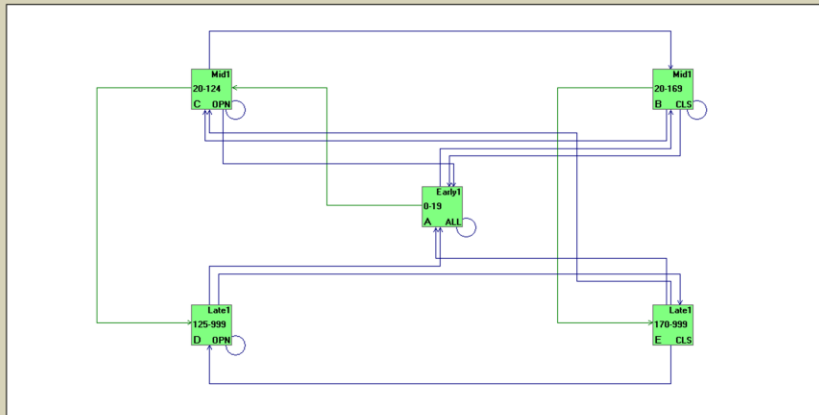 Mid1
20-124
C OPN
Mid1
20-169
B CLS
Early1
0-19
A ALL
Late1
125-999
D OPN
Late1
170-999
E CLS